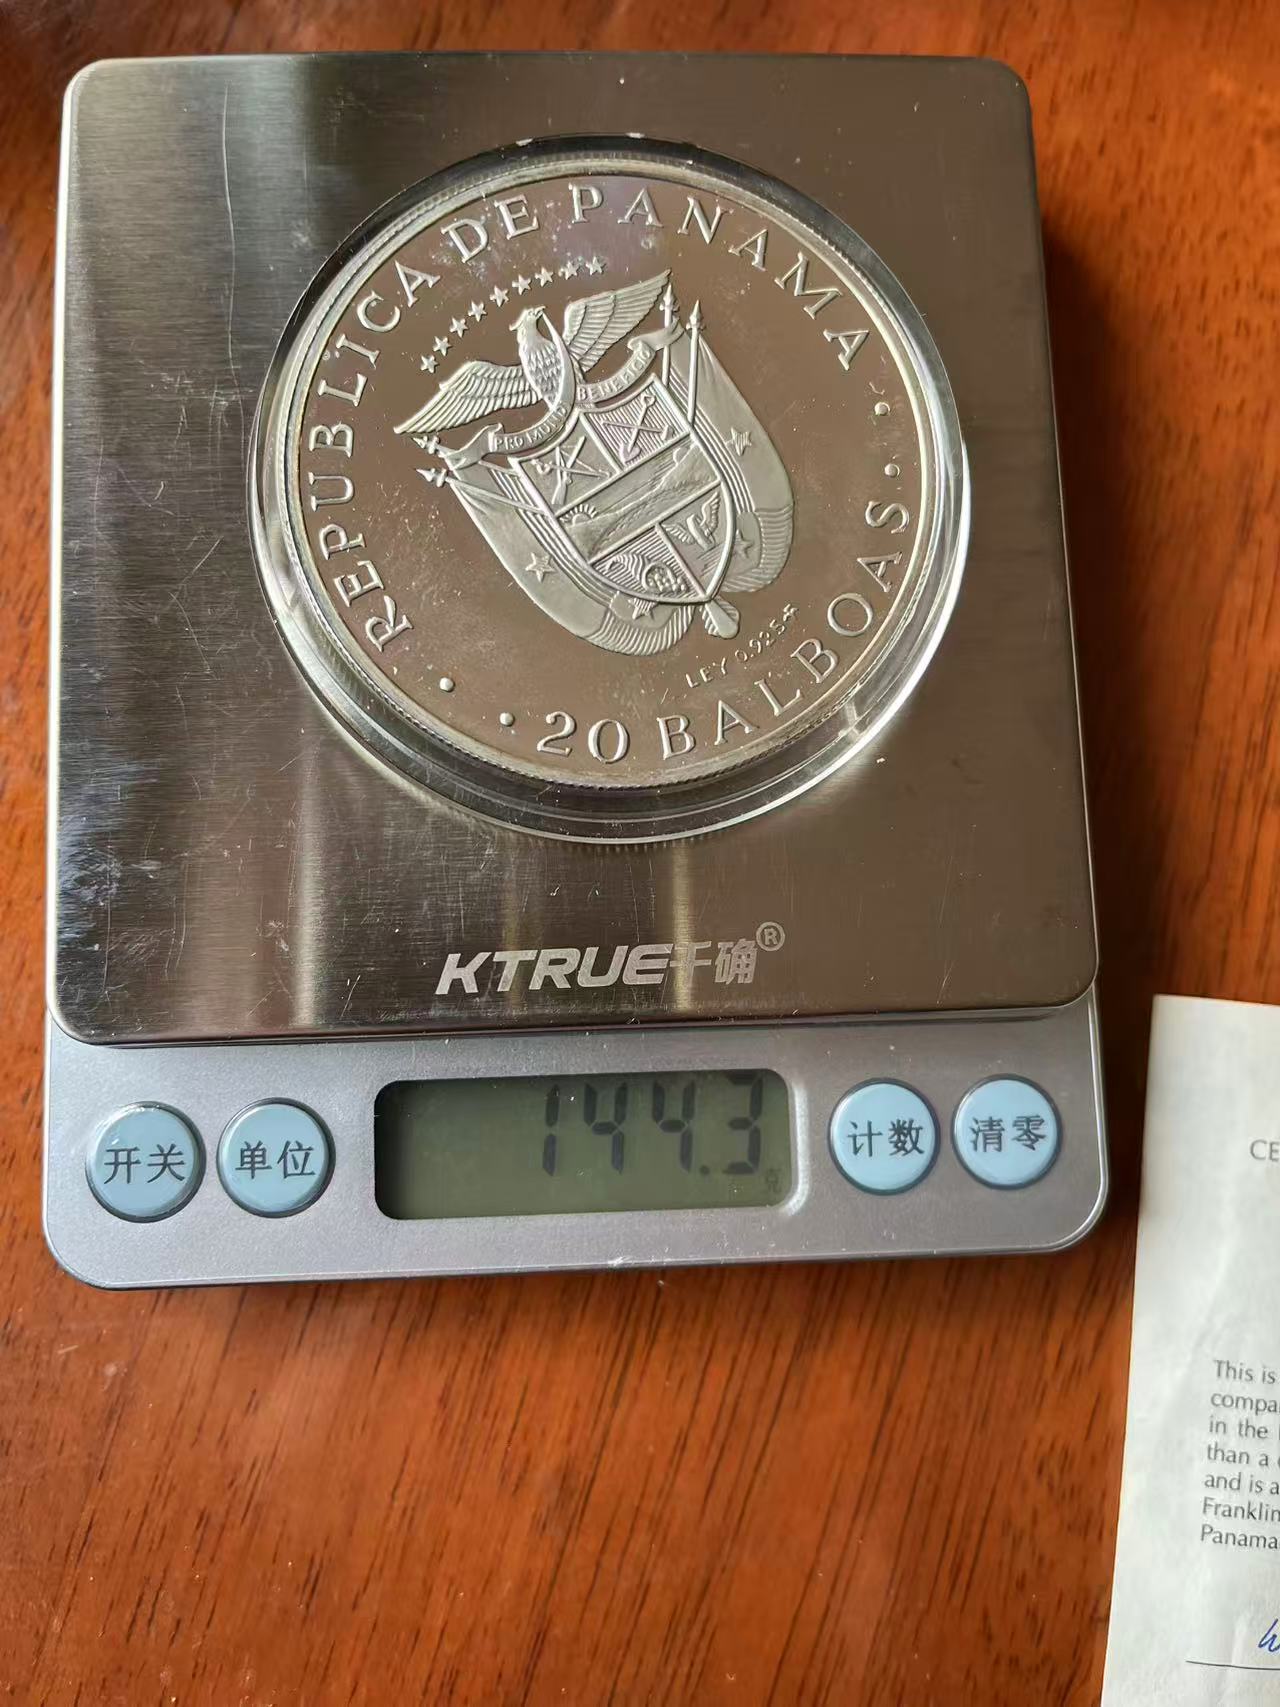 REPUBLICA DE PANAMA
PRO MUNDI BENEFICIO
LEY 0.925
20 BALBOAS
KTRUE千确®
开关
单位
144.3
克
计数
清零
CE
This is
compa
in the
than a
and is a
Franklin
Panama